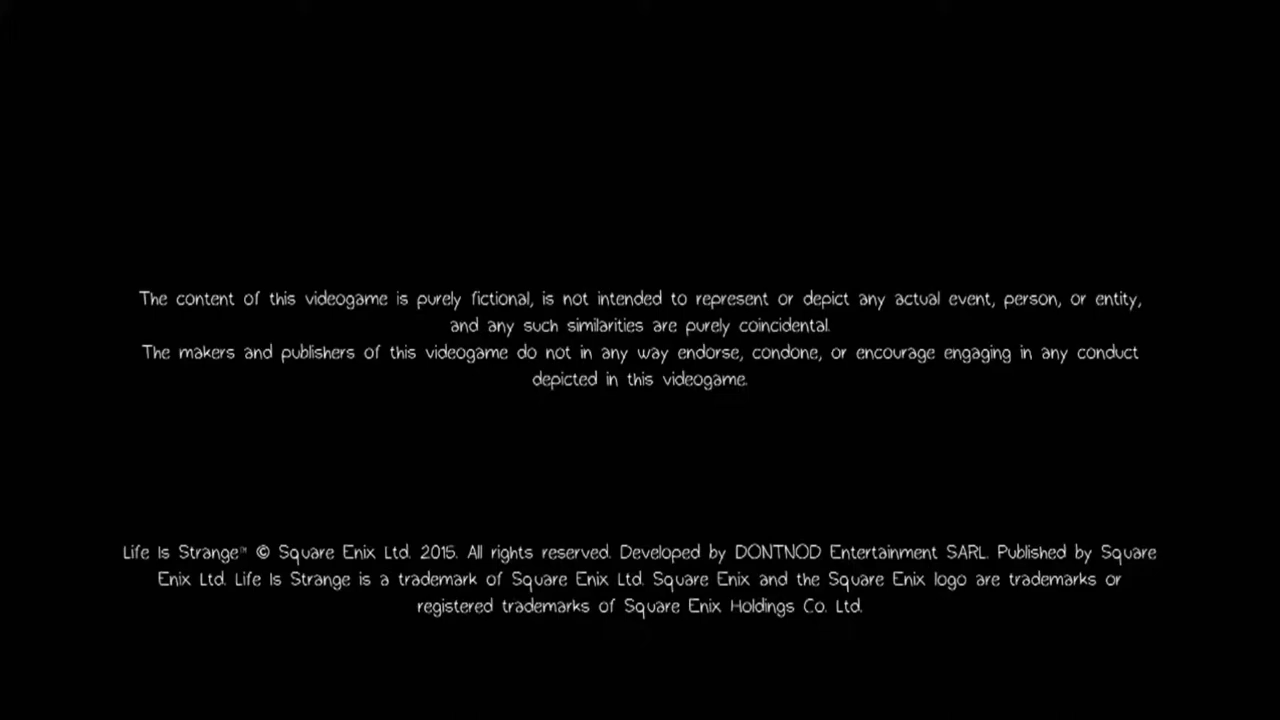 The content of this videogame is purely fictional, is not intended to represent or depict any actual event, person, or entity,
and any such similarities are purely coincidental.
The makers and publishers of this videogame do not in any way endorse, condone, or encourage engaging in any conduct
depicted in this videogame.
Life Is Strange™ © Square Enix Ltd. 2015. All rights reserved. Developed by DONTNOD Entertainment SARL. Published by Square
Enix Ltd. Life Is Strange is a trademark of Square Enix Ltd. Square Enix and the Square Enix logo are trademarks or
registered trademarks of Square Enix Holdings Co. Ltd.